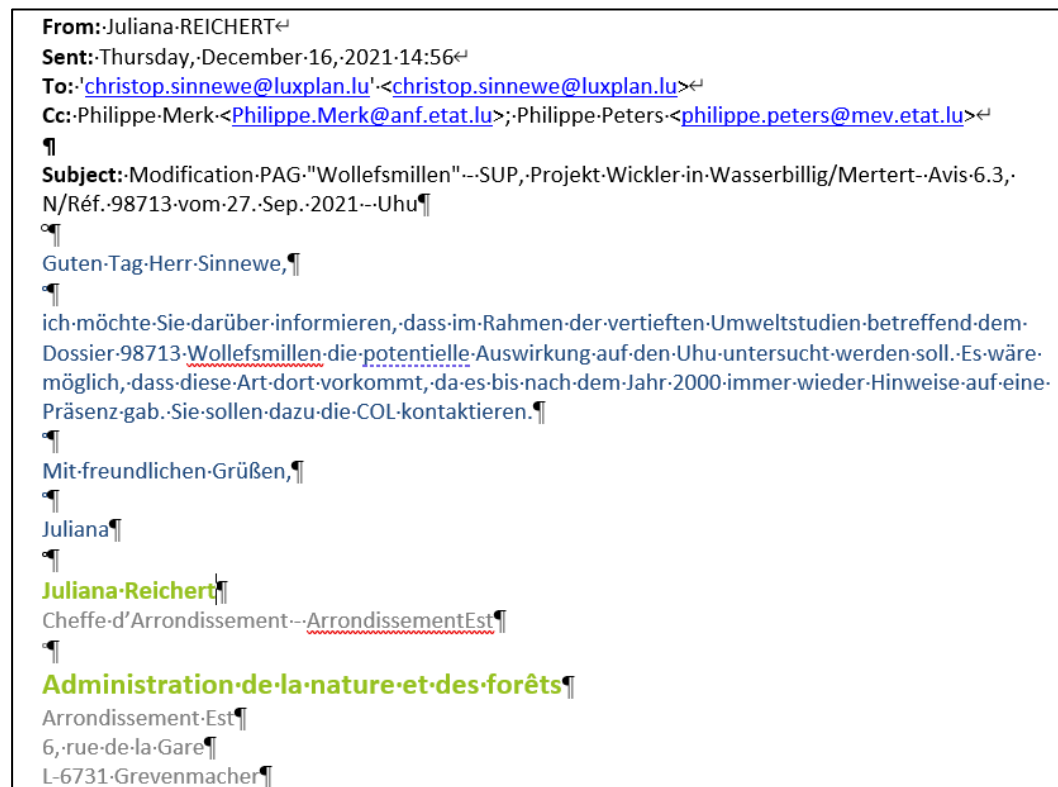 From: Juliana REICHERT
Sent: Thursday, December 16, 2021 14:56
To: 'christop.sinnewe@luxplan.lu' <christop.sinnewe@luxplan.lu>
Cc: Philippe Merk <Philippe.Merk@anf.etat.lu>; Philippe Peters <philippe.peters@mev.etat.lu>
Subject: Modification PAG "Wollefsmillen" - SUP, Projekt Wickler in Wasserbillig/Mertert- Avis 6.3,
N/Réf. 98713 vom 27. Sep. 2021 - Uhu
Guten Tag Herr Sinnewe,
ich möchte Sie darüber informieren, dass im Rahmen der vertieften Umweltstudien betreffend dem
Dossier 98713 Wollefsmillen die potentielle Auswirkung auf den Uhu untersucht werden soll. Es wäre
möglich, dass diese Art dort vorkommt, da es bis nach dem Jahr 2000 immer wieder Hinweise auf eine
Präsenz gab. Sie sollen dazu die COL kontaktieren.
Mit freundlichen Grüßen,
Juliana
Juliana Reichert
Cheffe d’Arrondissement - ArrondissementEst
Administration de la nature et des forêts
Arrondissement Est
6, rue de la Gare
L-6731 Grevenmacher